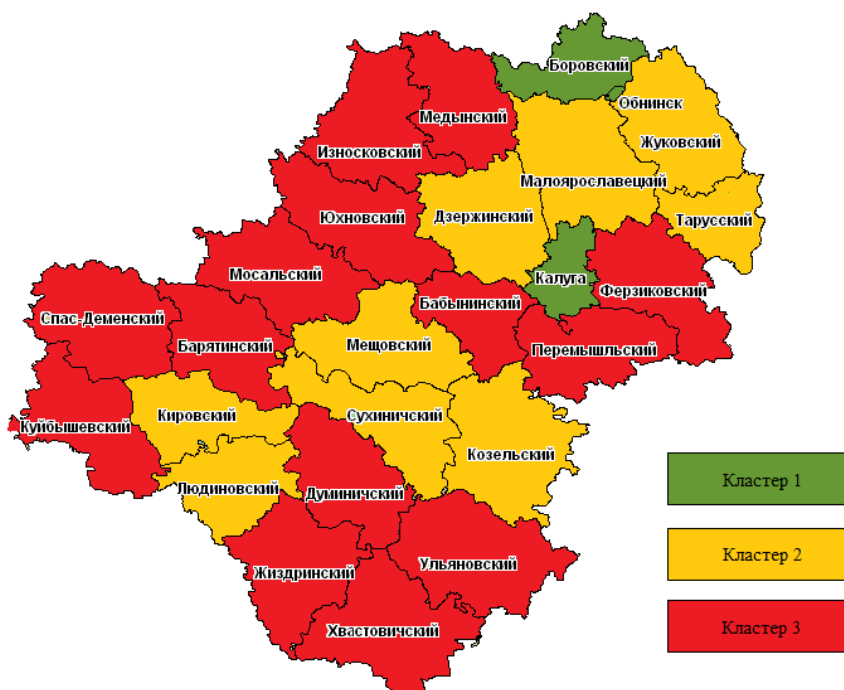 Боровский
Обнинск
Медынский
Жуковский
Износковский
Малоярославецкий
Юхновский
Дзержинский
Тарусский
Мосальский
Калуга
Ферзиковский
Бабынинский
Спас-Деменский
Барятинский
Мещовский
Перемышльский
Кировский
Сухиничский
Куйбышевский
Козельский
Людиновский
Думиничский
Кластер 1
Кластер 2
Ульяновский
Жиздринский
Хвастовичский
Кластер 3